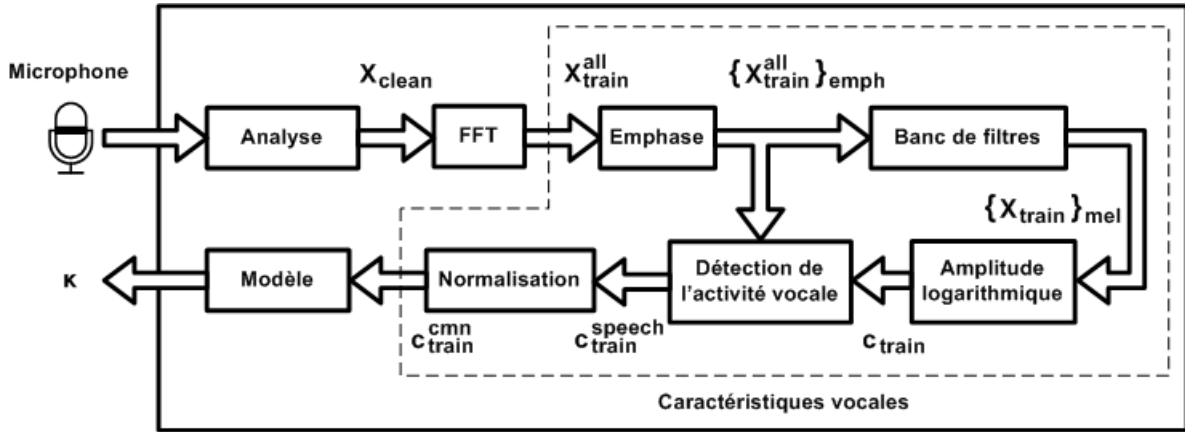 Microphone
X_clean
X_train^all
{X_train^all}_emph
Analyse
FFT
Emphase
Banc de filtres
{X_train}_mel
κ
Modèle
Normalisation
Détection de
l'activité vocale
Amplitude
logarithmique
c_train^cmn
c_train^speech
c_train
Caractéristiques vocales